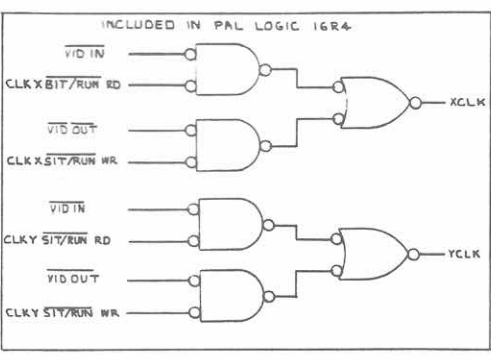 INCLUDED IN PAL LOGIC 16R4
VID IN
CLKX BIT/RUN RD
XCLK
VID OUT
CLKX SIT/RUN WR
VID IN
CLKY SIT/RUN RD
YCLK
VID OUT
CLKY SIT/RUN WR